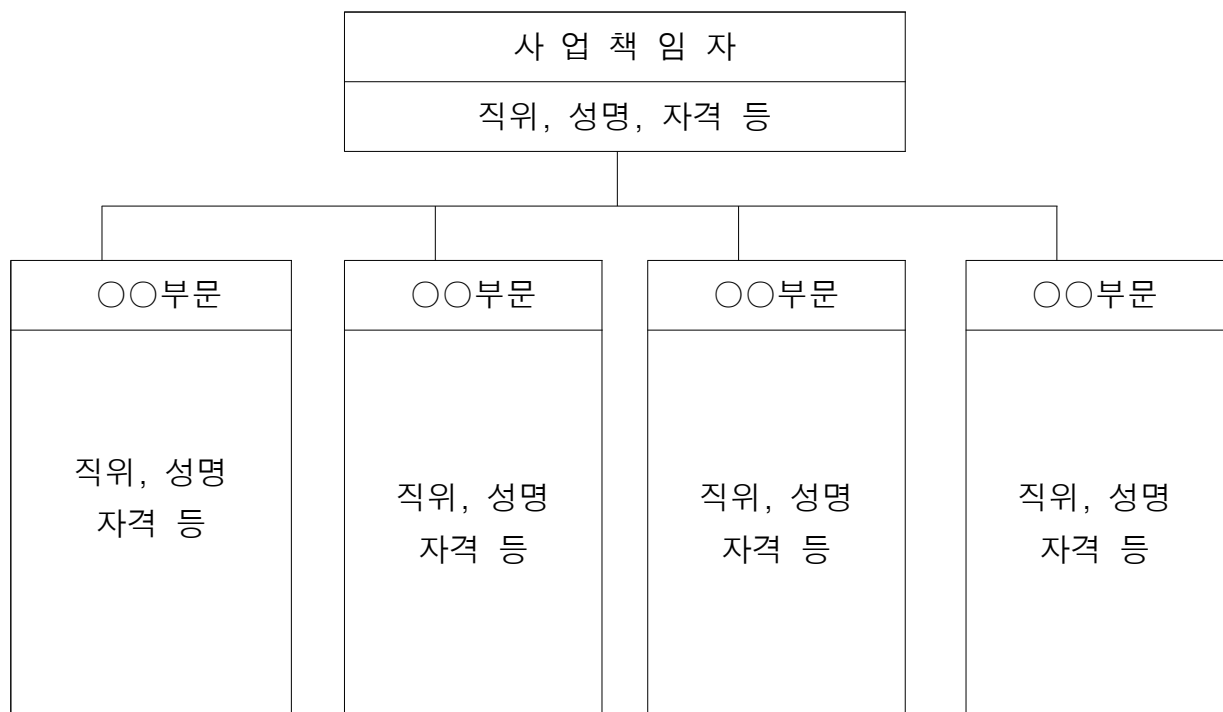 사 업 책 임 자
직위, 성명, 자격 등
○○부문
○○부문
○○부문
○○부문
직위, 성명
자격 등
직위, 성명
자격 등
직위, 성명
자격 등
직위, 성명
자격 등